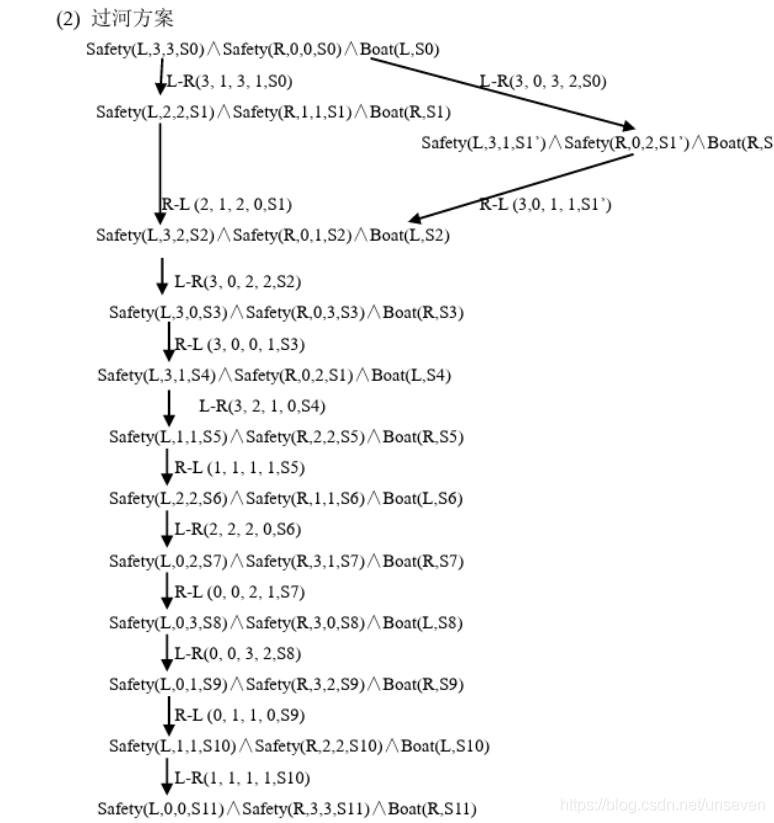 (2) 过河方案
Safety(L,3,3,S0)∧Safety(R,0,0,S0)∧Boat(L,S0)
L-R(3, 1, 3, 1,S0)
L-R(3, 0, 3, 2,S0)
Safety(L,2,2,S1)∧Safety(R,1,1,S1)∧Boat(R,S1)
Safety(L,3,1,S1’)∧Safety(R,0,2,S1’)∧Boat(R,S
R-L (2, 1, 2, 0,S1)
R-L (3,0, 1, 1,S1’)
Safety(L,3,2,S2)∧Safety(R,0,1,S2)∧Boat(L,S2)
L-R(3, 0, 2, 2,S2)
Safety(L,3,0,S3)∧Safety(R,0,3,S3)∧Boat(R,S3)
R-L (3, 0, 0, 1,S3)
Safety(L,3,1,S4)∧Safety(R,0,2,S1)∧Boat(L,S4)
L-R(3, 2, 1, 0,S4)
Safety(L,1,1,S5)∧Safety(R,2,2,S5)∧Boat(R,S5)
R-L (1, 1, 1, 1,S5)
Safety(L,2,2,S6)∧Safety(R,1,1,S6)∧Boat(L,S6)
L-R(2, 2, 2, 0,S6)
Safety(L,0,2,S7)∧Safety(R,3,1,S7)∧Boat(R,S7)
R-L (0, 0, 2, 1,S7)
Safety(L,0,3,S8)∧Safety(R,3,0,S8)∧Boat(L,S8)
L-R(0, 0, 3, 2,S8)
Safety(L,0,1,S9)∧Safety(R,3,2,S9)∧Boat(R,S9)
R-L (0, 1, 1, 0,S9)
Safety(L,1,1,S10)∧Safety(R,2,2,S10)∧Boat(L,S10)
L-R(1, 1, 1, 1,S10)
Safety(L,0,0,S11)∧Safety(R,3,3,S11)∧Boat(R,S11)
https://blog.csdn.net/unseven